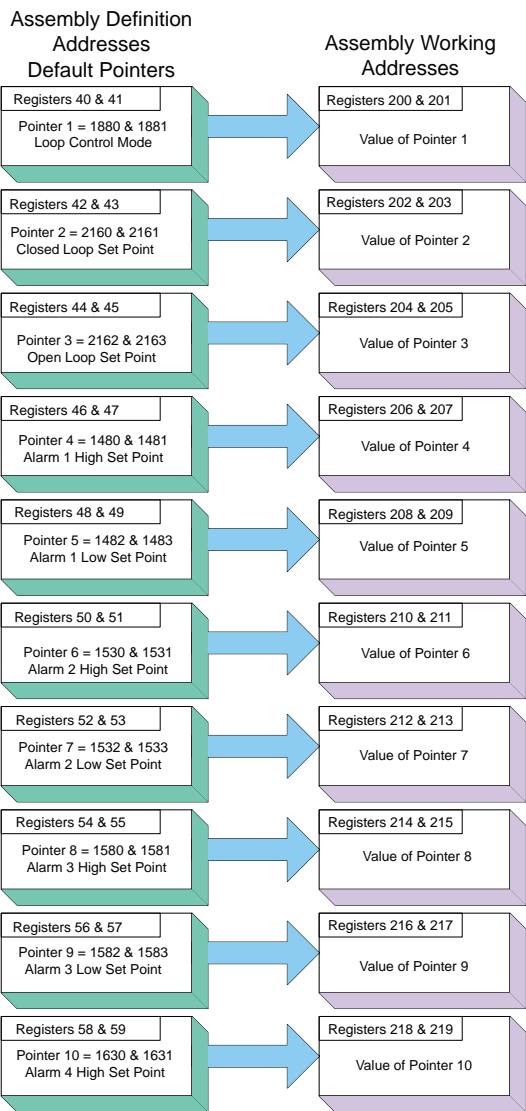 Assembly Definition
Addresses
Default Pointers
Assembly Working
Addresses
Registers 40 & 41
Pointer 1 = 1880 & 1881
Loop Control Mode
Registers 200 & 201
Value of Pointer 1
Registers 42 & 43
Pointer 2 = 2160 & 2161
Closed Loop Set Point
Registers 202 & 203
Value of Pointer 2
Registers 44 & 45
Pointer 3 = 2162 & 2163
Open Loop Set Point
Registers 204 & 205
Value of Pointer 3
Registers 46 & 47
Pointer 4 = 1480 & 1481
Alarm 1 High Set Point
Registers 206 & 207
Value of Pointer 4
Registers 48 & 49
Pointer 5 = 1482 & 1483
Alarm 1 Low Set Point
Registers 208 & 209
Value of Pointer 5
Registers 50 & 51
Pointer 6 = 1530 & 1531
Alarm 2 High Set Point
Registers 210 & 211
Value of Pointer 6
Registers 52 & 53
Pointer 7 = 1532 & 1533
Alarm 2 Low Set Point
Registers 212 & 213
Value of Pointer 7
Registers 54 & 55
Pointer 8 = 1580 & 1581
Alarm 3 High Set Point
Registers 214 & 215
Value of Pointer 8
Registers 56 & 57
Pointer 9 = 1582 & 1583
Alarm 3 Low Set Point
Registers 216 & 217
Value of Pointer 9
Registers 58 & 59
Pointer 10 = 1630 & 1631
Alarm 4 High Set Point
Registers 218 & 219
Value of Pointer 10